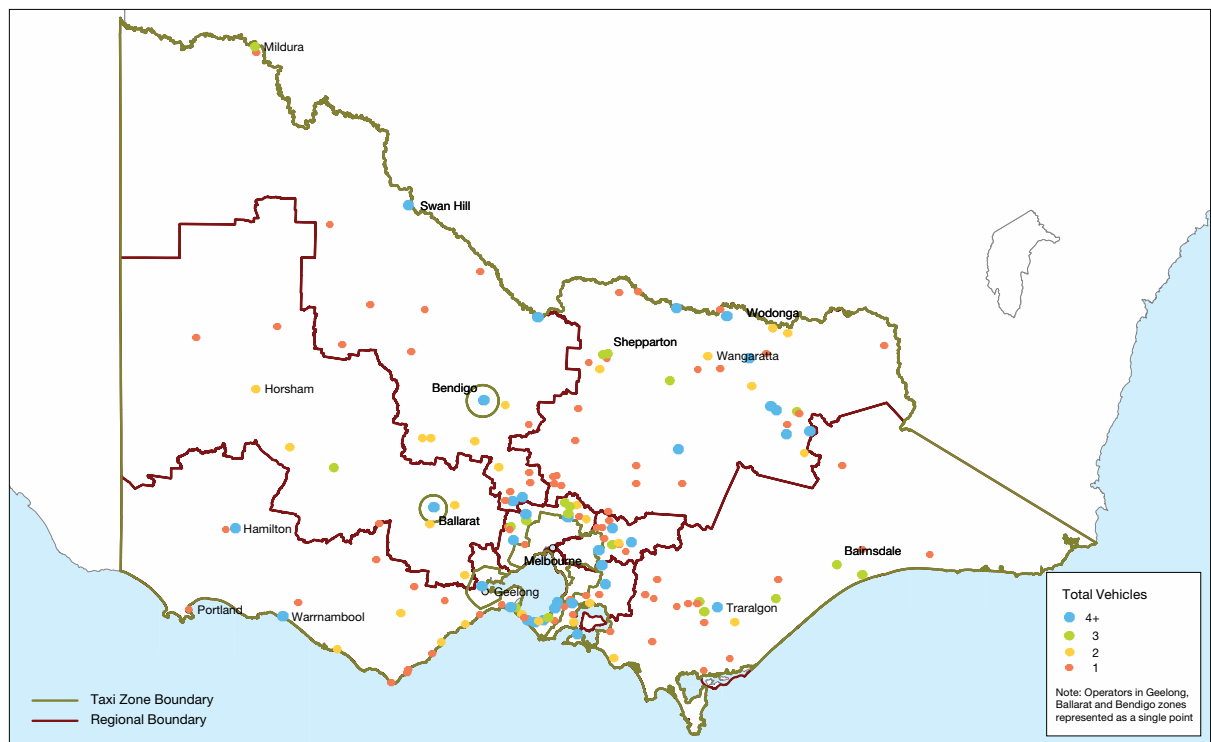 Mildura
Swan Hill
Wodonga
Shepparton
Wangaratta
Bendigo
Horsham
Ballarat
Hamilton
Melbourne
Bairnsdale
Geelong
Portland
Warrnambool
Traralgon
Total Vehicles
4+
3
2
1
Note: Operators in Geelong,
Ballarat and Bendigo zones
represented as a single point
Taxi Zone Boundary
Regional Boundary